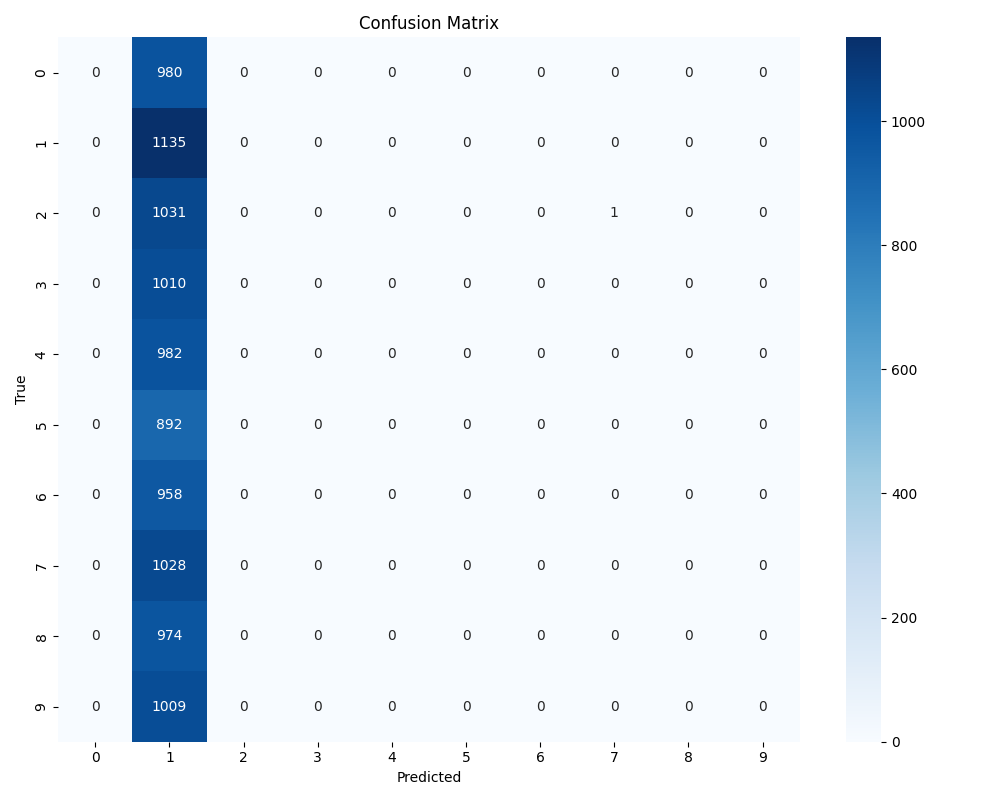 Confusion Matrix
0 0 980 0 0 0 0 0 0 0 0
1 0 1135 0 0 0 0 0 0 0 0 1000
2 0 1031 0 0 0 0 0 1 0 0 800
3 0 1010 0 0 0 0 0 0 0 0
4 0 982 0 0 0 0 0 0 0 0 600
True
5 0 892 0 0 0 0 0 0 0 0
6 0 958 0 0 0 0 0 0 0 0 400
7 0 1028 0 0 0 0 0 0 0 0
8 0 974 0 0 0 0 0 0 0 0 200
9 0 1009 0 0 0 0 0 0 0 0
0
0 1 2 3 4 5 6 7 8 9
Predicted